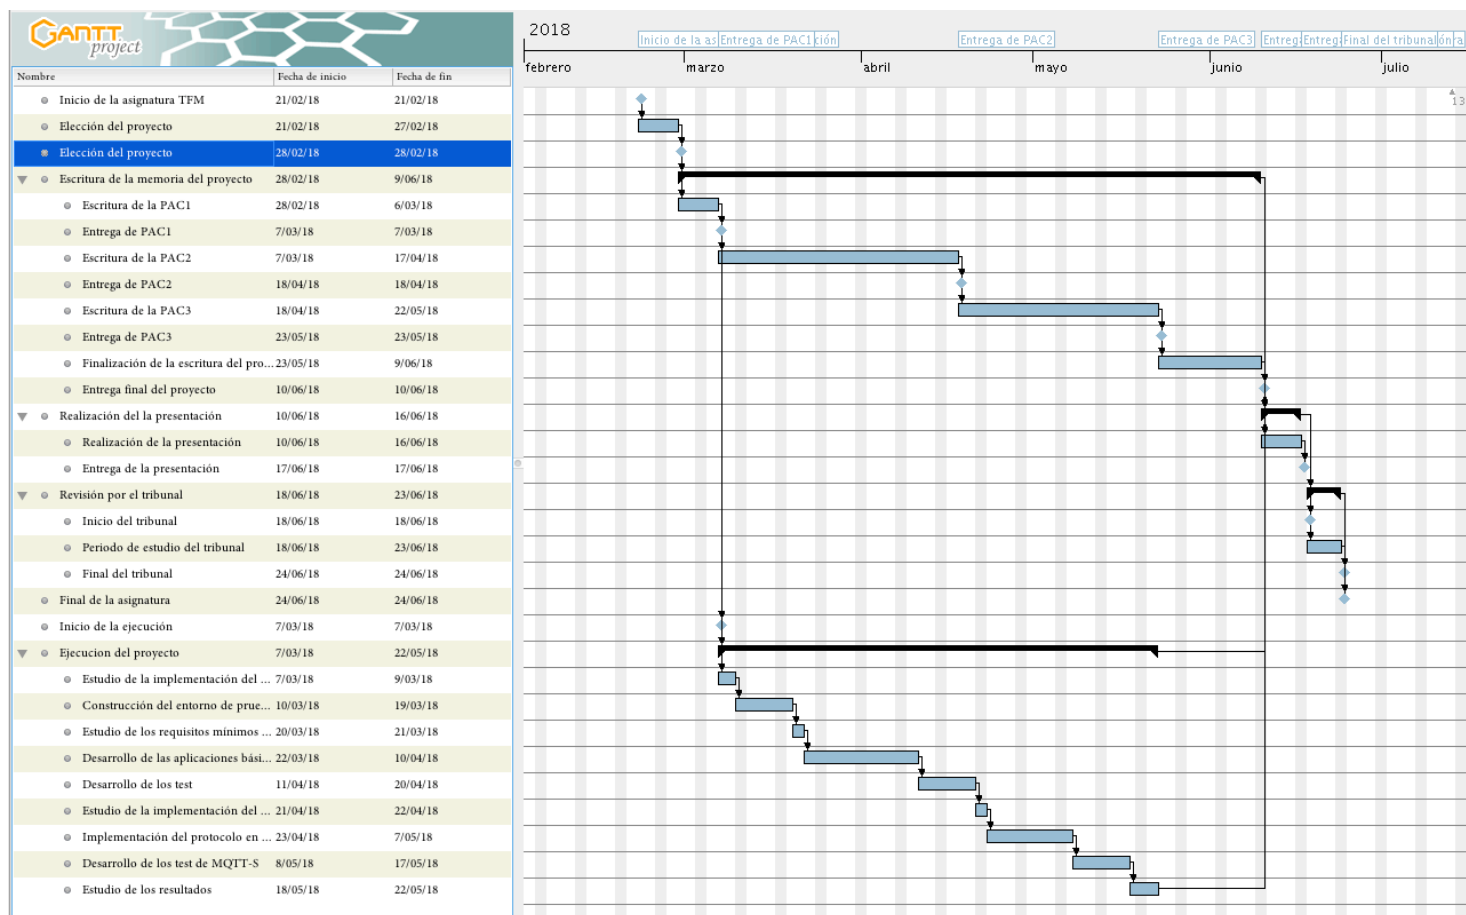 GANTT
project
2018
Inicio de la as Entrega de PAC1 ción Entrega de PAC2 Entrega de PAC3 Entreg Entreg Final del tribunal
febrero marzo abril mayo junio julio
Nombre Fecha de inicio Fecha de fin
13
Inicio de la asignatura TFM 21/02/18 21/02/18
Elección del proyecto 21/02/18 27/02/18
Elección del proyecto 28/02/18 28/02/18
Escritura de la memoria del proyecto 28/02/18 9/06/18
Escritura de la PAC1 28/02/18 6/03/18
Entrega de PAC1 7/03/18 7/03/18
Escritura de la PAC2 7/03/18 17/04/18
Entrega de PAC2 18/04/18 18/04/18
Escritura de la PAC3 18/04/18 22/05/18
Entrega de PAC3 23/05/18 23/05/18
Finalización de la escritura del pro... 23/05/18 9/06/18
Entrega final del proyecto 10/06/18 10/06/18
Realización del la presentación 10/06/18 16/06/18
Realización de la presentación 10/06/18 16/06/18
Entrega de la presentación 17/06/18 17/06/18
Revisión por el tribunal 18/06/18 23/06/18
Inicio del tribunal 18/06/18 18/06/18
Periodo de estudio del tribunal 18/06/18 23/06/18
Final del tribunal 24/06/18 24/06/18
Final de la asignatura 24/06/18 24/06/18
Inicio de la ejecución 7/03/18 7/03/18
Ejecucion del proyecto 7/03/18 22/05/18
Estudio de la implementación del ... 7/03/18 9/03/18
Construcción del entorno de prue... 10/03/18 19/03/18
Estudio de los requisitos mínimos ... 20/03/18 21/03/18
Desarrollo de las aplicaciones bási... 22/03/18 10/04/18
Desarrollo de los test 11/04/18 20/04/18
Estudio de la implementación del ... 21/04/18 22/04/18
Implementación del protocolo en ... 23/04/18 7/05/18
Desarrollo de los test de MQTT-S 8/05/18 17/05/18
Estudio de los resultados 18/05/18 22/05/18